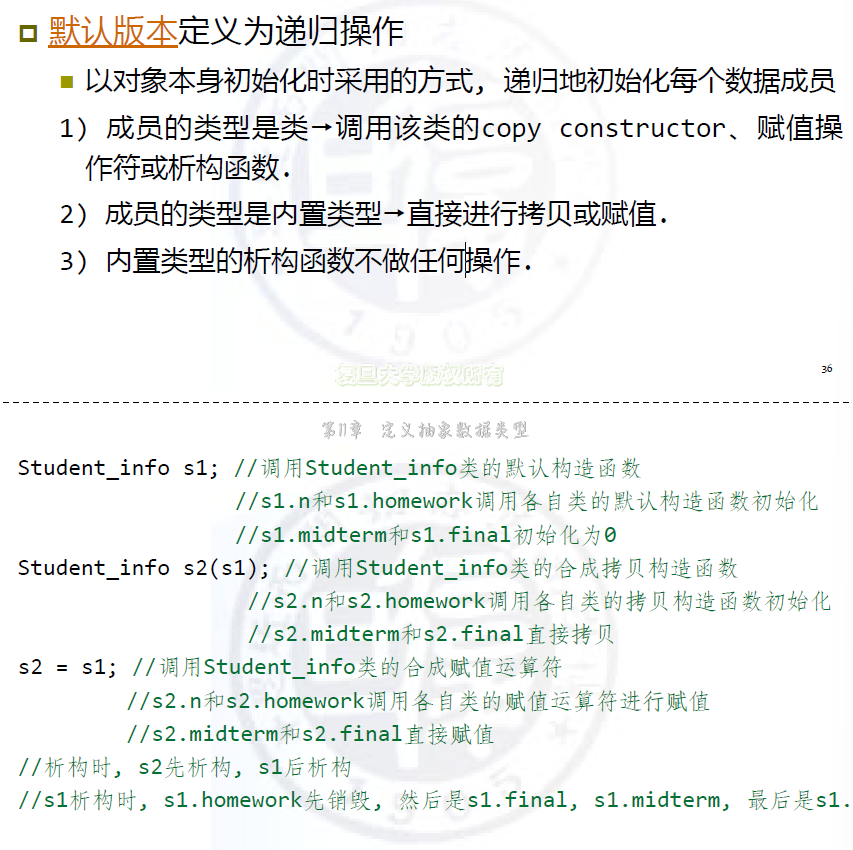 默认版本定义为递归操作
以对象本身初始化时采用的方式, 递归地初始化每个数据成员
1) 成员的类型是类→调用该类的copy constructor、赋值操
作符或析构函数.
2) 成员的类型是内置类型→直接进行拷贝或赋值.
3) 内置类型的析构函数不做任何操作.
复旦大学版权所有
36
第11章 定义抽象数据类型
Student_info s1; //调用Student_info类的默认构造函数
//s1.n和s1.homework调用各自类的默认构造函数初始化
//s1.midterm和s1.final初始化为0
Student_info s2(s1); //调用Student_info类的合成拷贝构造函数
//s2.n和s2.homework调用各自类的拷贝构造函数初始化
//s2.midterm和s2.final直接拷贝
s2 = s1; //调用Student_info类的合成赋值运算符
//s2.n和s2.homework调用各自类的赋值运算符进行赋值
//s2.midterm和s2.final直接赋值
//析构时, s2先析构, s1后析构
//s1析构时, s1.homework先销毁, 然后是s1.final, s1.midterm, 最后是s1.